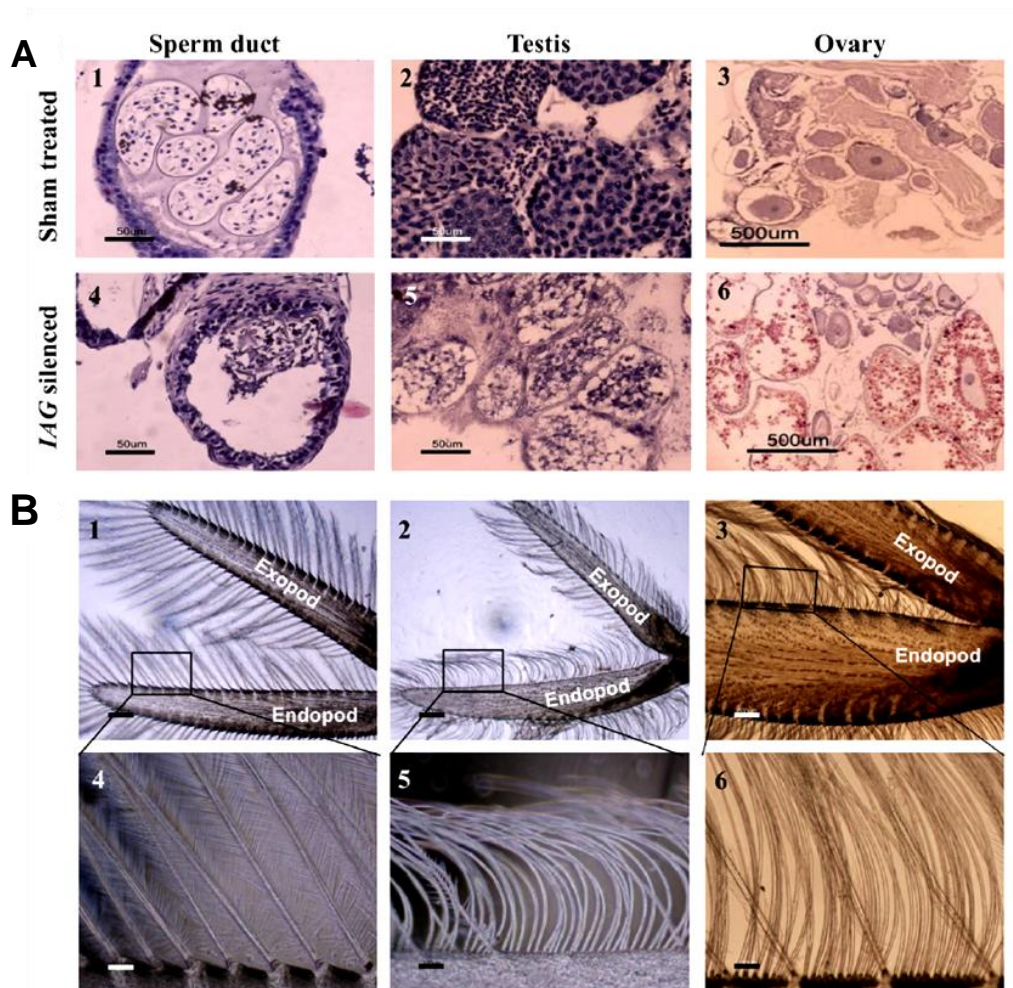 A
Sperm duct Testis Ovary
Sham treated
1 2 3
50um 50um 500um
IAG silenced
4 5 6
50um 50um 500um
B
1 2 3
Exopod Exopod Exopod
Endopod Endopod Endopod
4 5 6